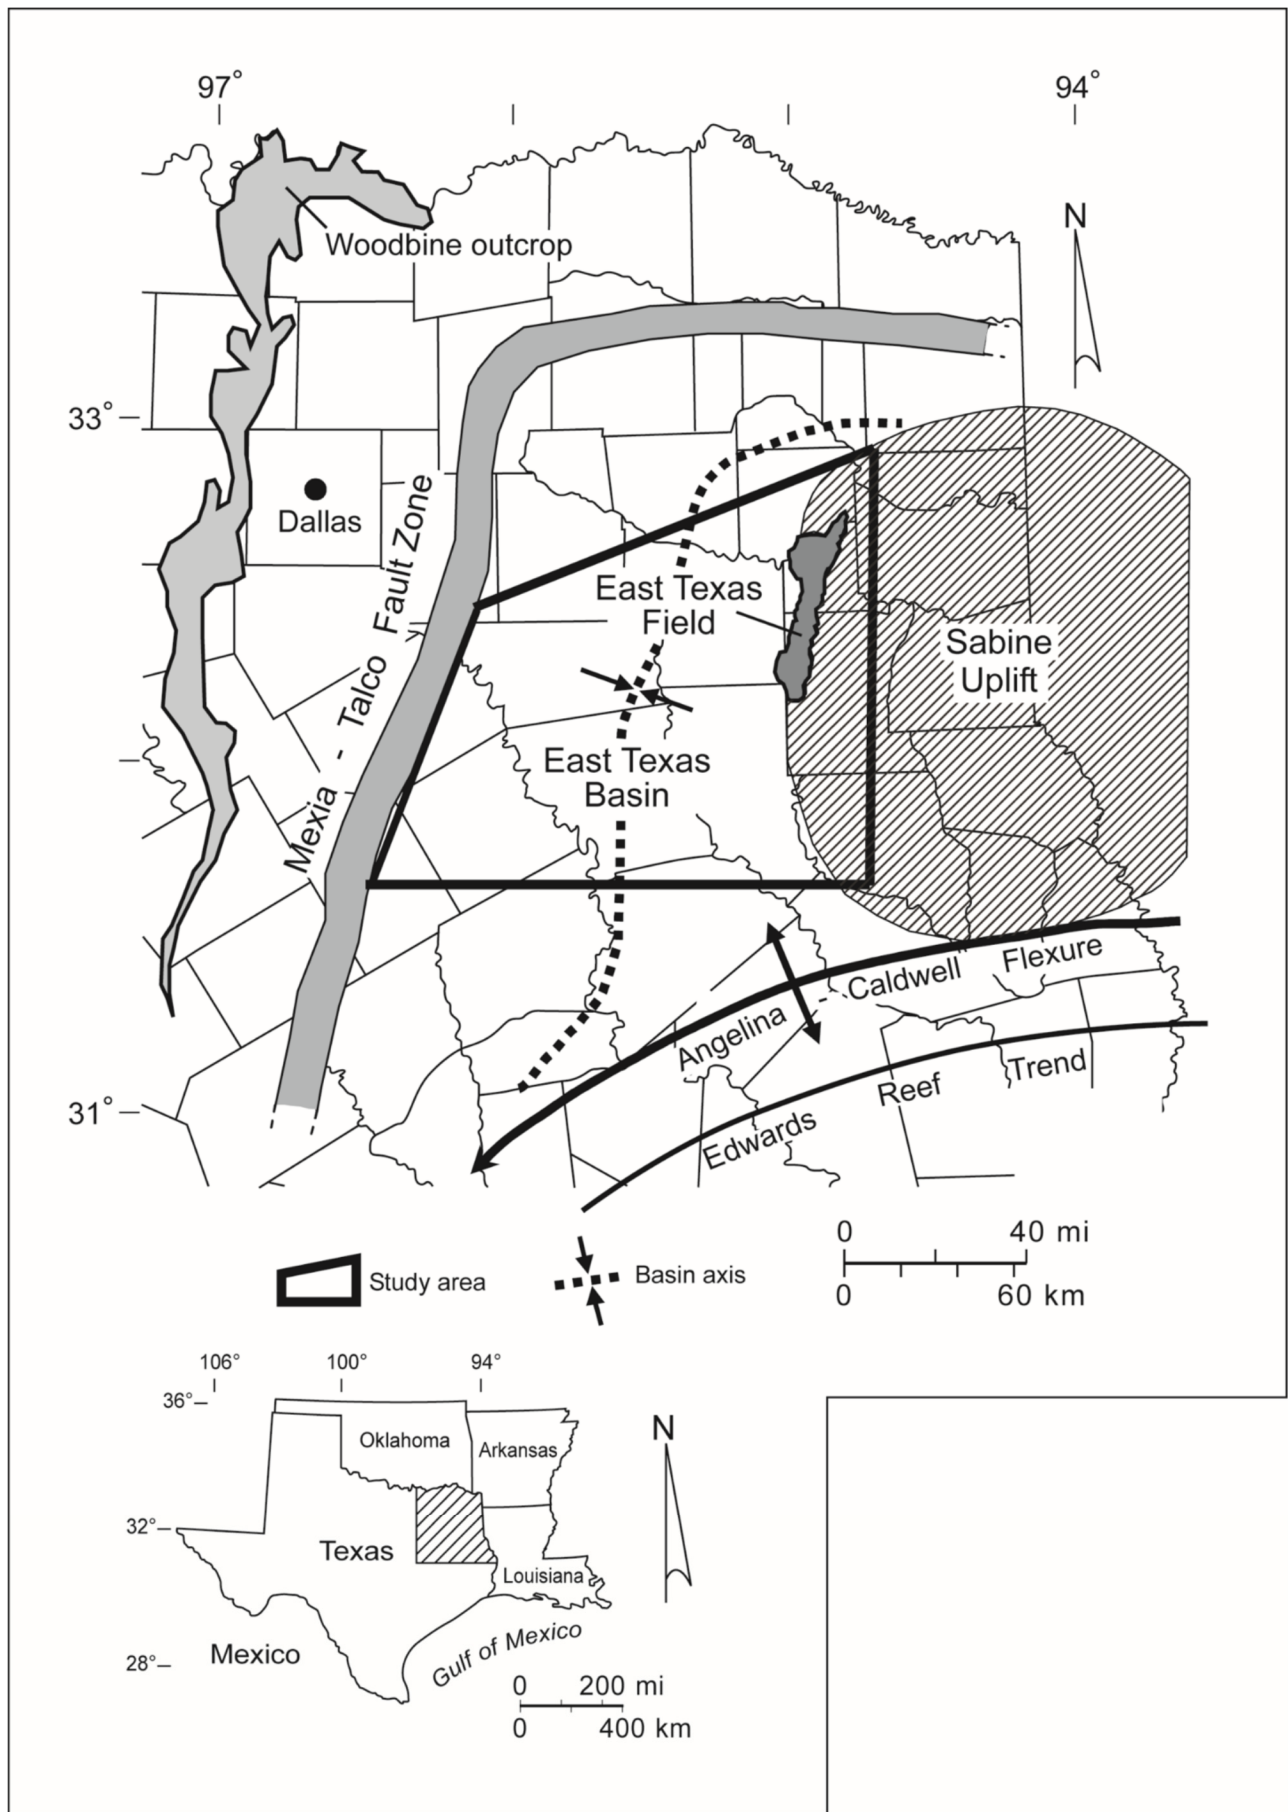 97°
94°
N
Woodbine outcrop
33°
Dallas
Mexia - Talco Fault Zone
East Texas
Field
Sabine
Uplift
East Texas
Basin
Angelina - Caldwell Flexure
31°
Edwards Reef Trend
0 40 mi
0 60 km
Study area
Basin axis
106° 100° 94°
36°
Oklahoma
Arkansas
N
32°
Texas
Louisiana
Mexico
28°
Gulf of Mexico
0 200 mi
0 400 km